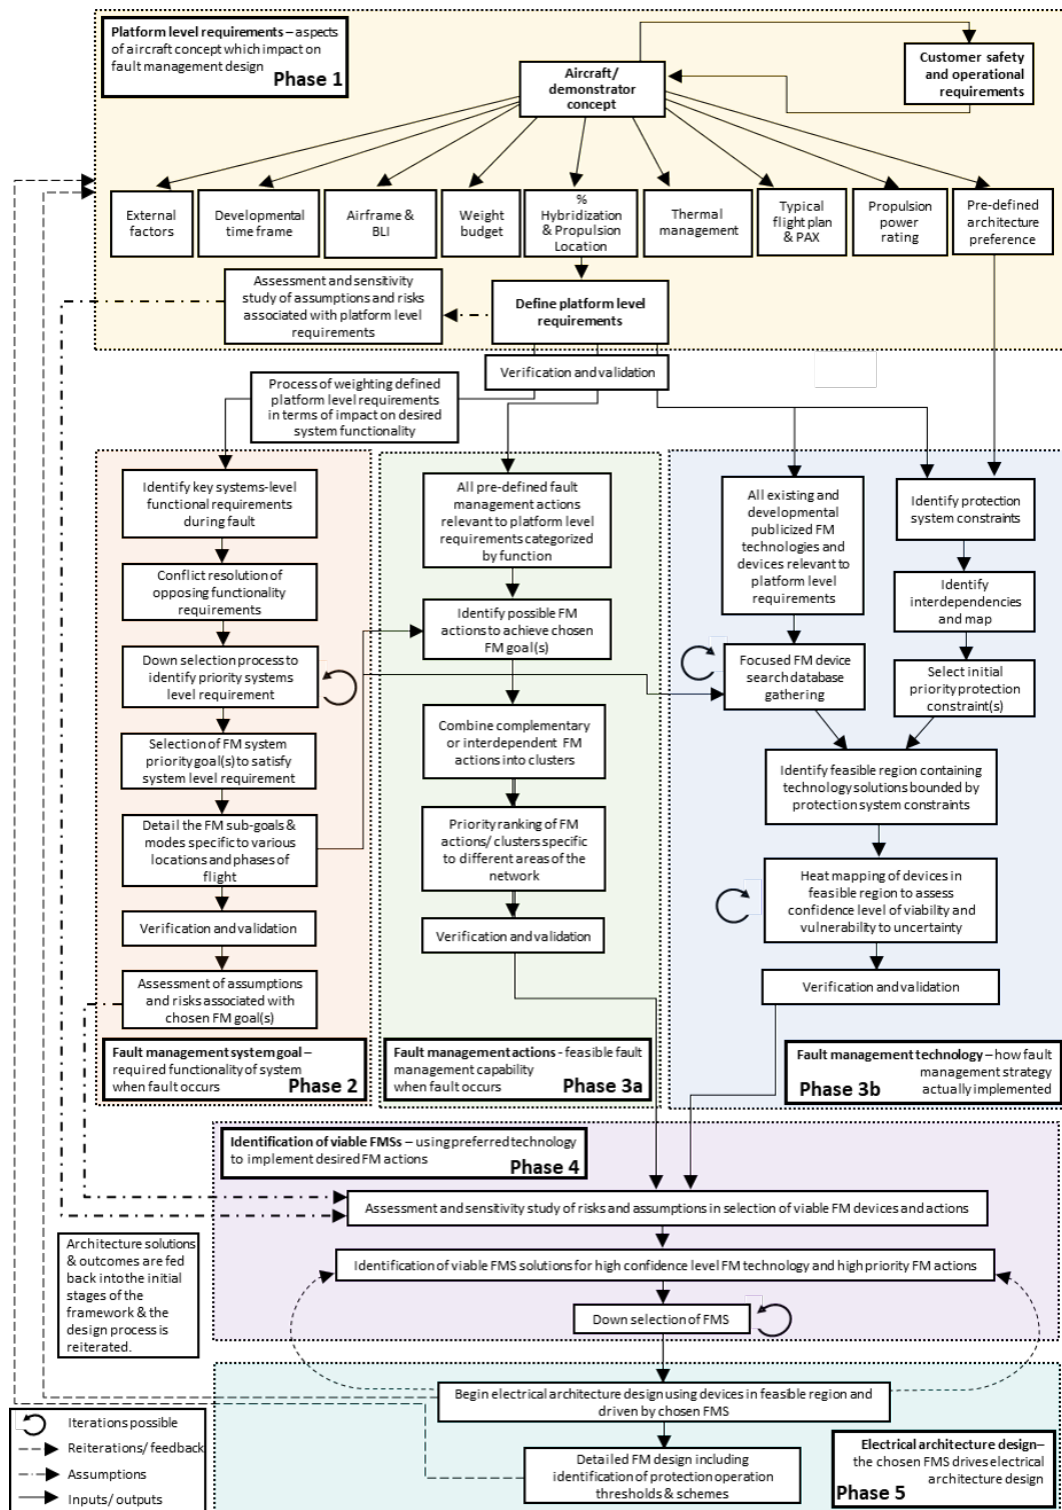 Platform level requirements – aspects
of aircraft concept which impact on
fault management design
Phase 1
Aircraft/
demonstrator
concept
Customer safety
and operational
requirements
External
factors
Developmental
time frame
Airframe &
BLI
Weight
budget
%
Hybridization
& Propulsion
Location
Thermal
management
Typical
flight plan
& PAX
Propulsion
power
rating
Pre-defined
architecture
preference
Assessment and sensitivity
study of assumptions and risks
associated with platform level
requirements
Define platform level
requirements
Verification and validation
Process of weighting defined
platform level requirements
in terms of impact on desired
system functionality
Identify key systems-level
functional requirements
during fault
Conflict resolution of
opposing functionality
requirements
Down selection process to
identify priority systems
level requirement
Selection of FM system
priority goal(s) to satisfy
system level requirement
Detail the FM sub-goals &
modes specific to various
locations and phases of
flight
Verification and validation
Assessment of assumptions
and risks associated with
chosen FM goal(s)
Fault management system goal –
required functionality of system
when fault occurs
Phase 2
All pre-defined fault
management actions
relevant to platform level
requirements categorized
by function
Identify possible FM
actions to achieve chosen
FM goal(s)
Combine complementary
or interdependent FM
actions into clusters
Priority ranking of FM
actions/ clusters specific
to different areas of the
network
Verification and validation
Fault management actions - feasible fault
management capability
when fault occurs
Phase 3a
All existing and
developmental
publicized FM
technologies and
devices relevant to
platform level
requirements
Focused FM device
search database
gathering
Identify protection
system constraints
Identify
interdependencies
and map
Select initial
priority protection
constraint(s)
Identify feasible region containing
technology solutions bounded by
protection system constraints
Heat mapping of devices in
feasible region to assess
confidence level of viability and
vulnerability to uncertainty
Verification and validation
Fault management technology – how fault
management strategy
actually implemented
Phase 3b
Identification of viable FMSs – using preferred technology
to implement desired FM actions
Phase 4
Assessment and sensitivity study of risks and assumptions in selection of viable FM devices and actions
Identification of viable FMS solutions for high confidence level FM technology and high priority FM actions
Down selection of FMS
Architecture solutions
& outcomes are fed
back into the initial
stages of the
framework & the
design process is
reiterated.
Begin electrical architecture design using devices in feasible region and
driven by chosen FMS
Detailed FM design including
identification of protection operation
thresholds & schemes
Electrical architecture design–
the chosen FMS drives electrical
architecture design
Phase 5
Iterations possible
Reiterations/ feedback
Assumptions
Inputs/ outputs